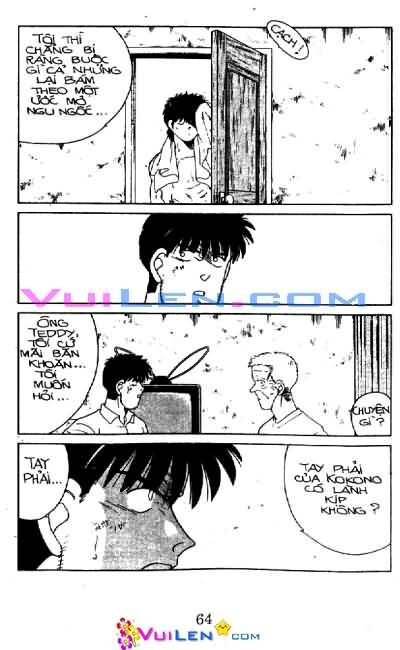 TÔI THÌ
CHẲNG BỊ
RÀNG BUỘC
GÌ CẢ NHƯNG
LẠI BÁM
THEO MỘT
ƯỚC MƠ
NGU NGỐC...
CẠCH!
VUILEN.COM
ÔNG
TEDDY,
TÔI CỨ
MÃI BĂN
KHOĂN...
TÔI
MUỐN
HỎI...
CHUYỆN
GÌ?
TAY
PHẢI...
TAY PHẢI
CỦA KOKONO
CÓ LÀNH
KỊP
KHÔNG?
64
VUILEN.COM